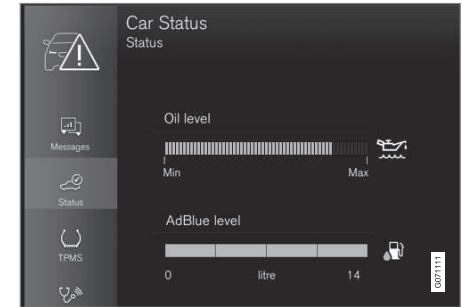 Car Status
Status
Oil level
Messages
Min Max
Status
AdBlue level
TPMS
0 litre 14
G071111